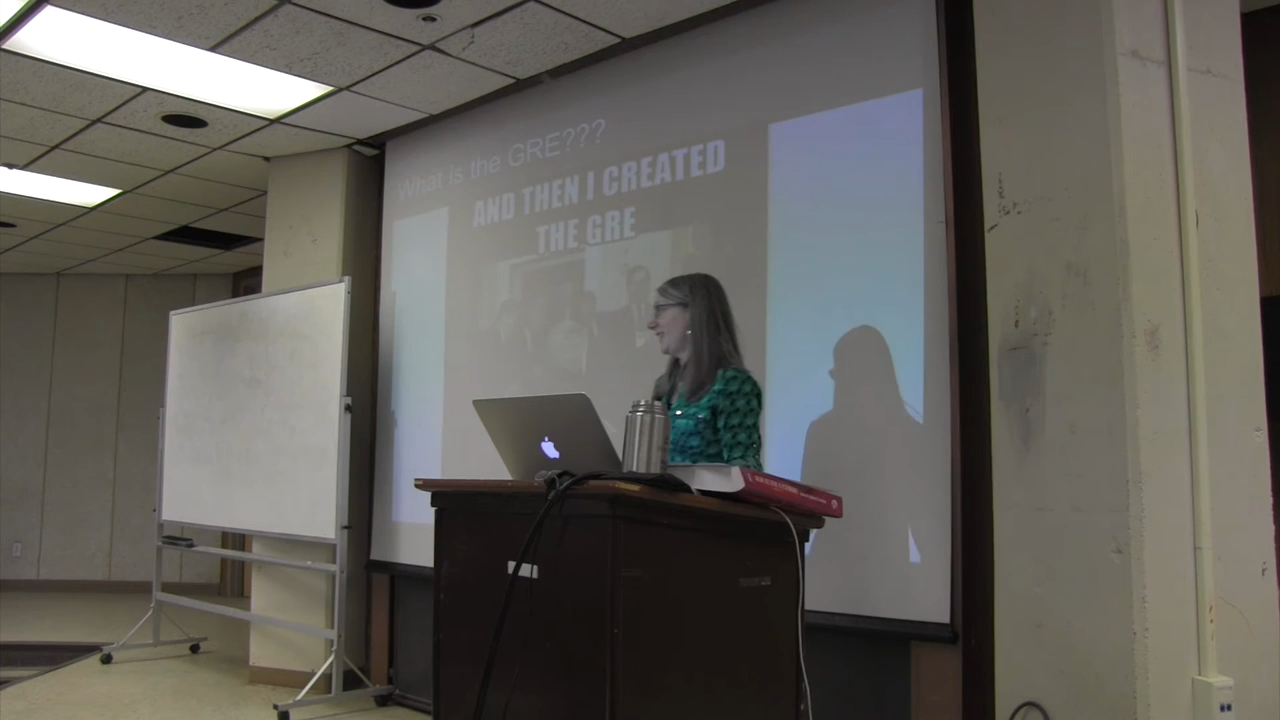 What is the GRE???
AND THEN I CREATED
THE GRE